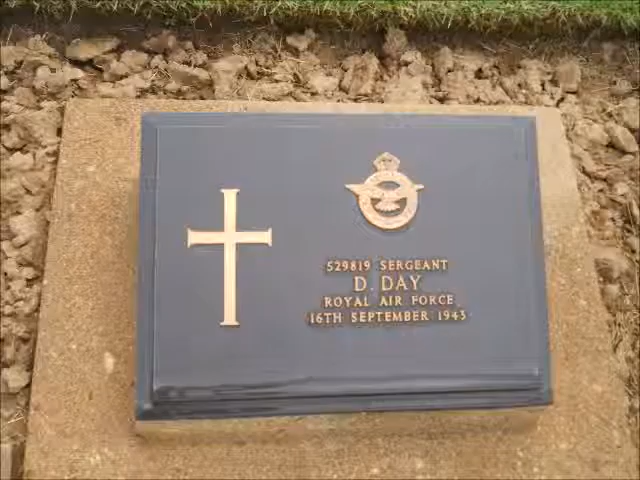 529819 SERGEANT
D. DAY
ROYAL AIR FORCE
16TH SEPTEMBER 1943